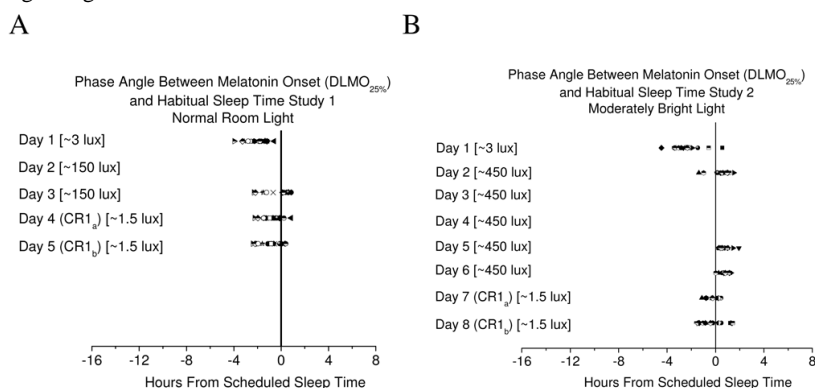 A
Phase Angle Between Melatonin Onset (DLMO25%)
and Habitual Sleep Time Study 1
Normal Room Light
Day 1 [~3 lux]
Day 2 [~150 lux]
Day 3 [~150 lux]
Day 4 (CR1a) [~1.5 lux]
Day 5 (CR1b) [~1.5 lux]
-16 -12 -8 -4 0 4 8
Hours From Scheduled Sleep Time
B
Phase Angle Between Melatonin Onset (DLMO25%)
and Habitual Sleep Time Study 2
Moderately Bright Light
Day 1 [~3 lux]
Day 2 [~450 lux]
Day 3 [~450 lux]
Day 4 [~450 lux]
Day 5 [~450 lux]
Day 6 [~450 lux]
Day 7 (CR1a) [~1.5 lux]
Day 8 (CR1b) [~1.5 lux]
-16 -12 -8 -4 0 4 8
Hours From Scheduled Sleep Time